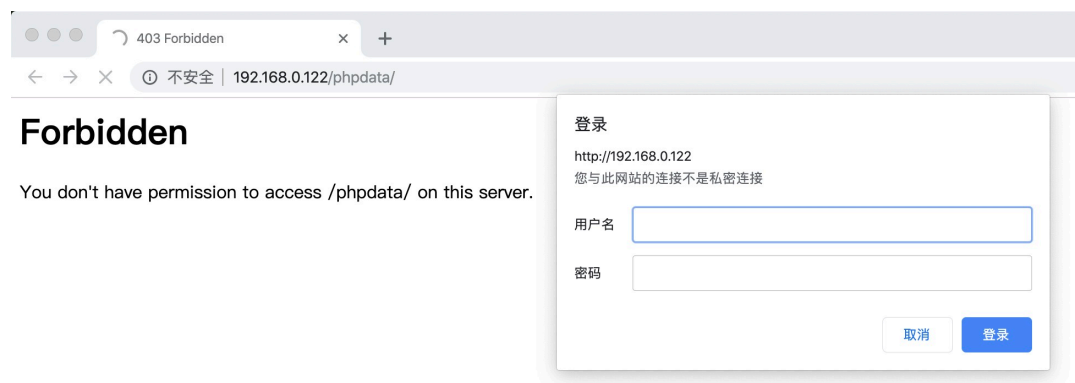 403 Forbidden
不安全 | 192.168.0.122/phpdata/
Forbidden
You don't have permission to access /phpdata/ on this server.
登录
http://192.168.0.122
您与此网站的连接不是私密连接
用户名
密码
取消 登录